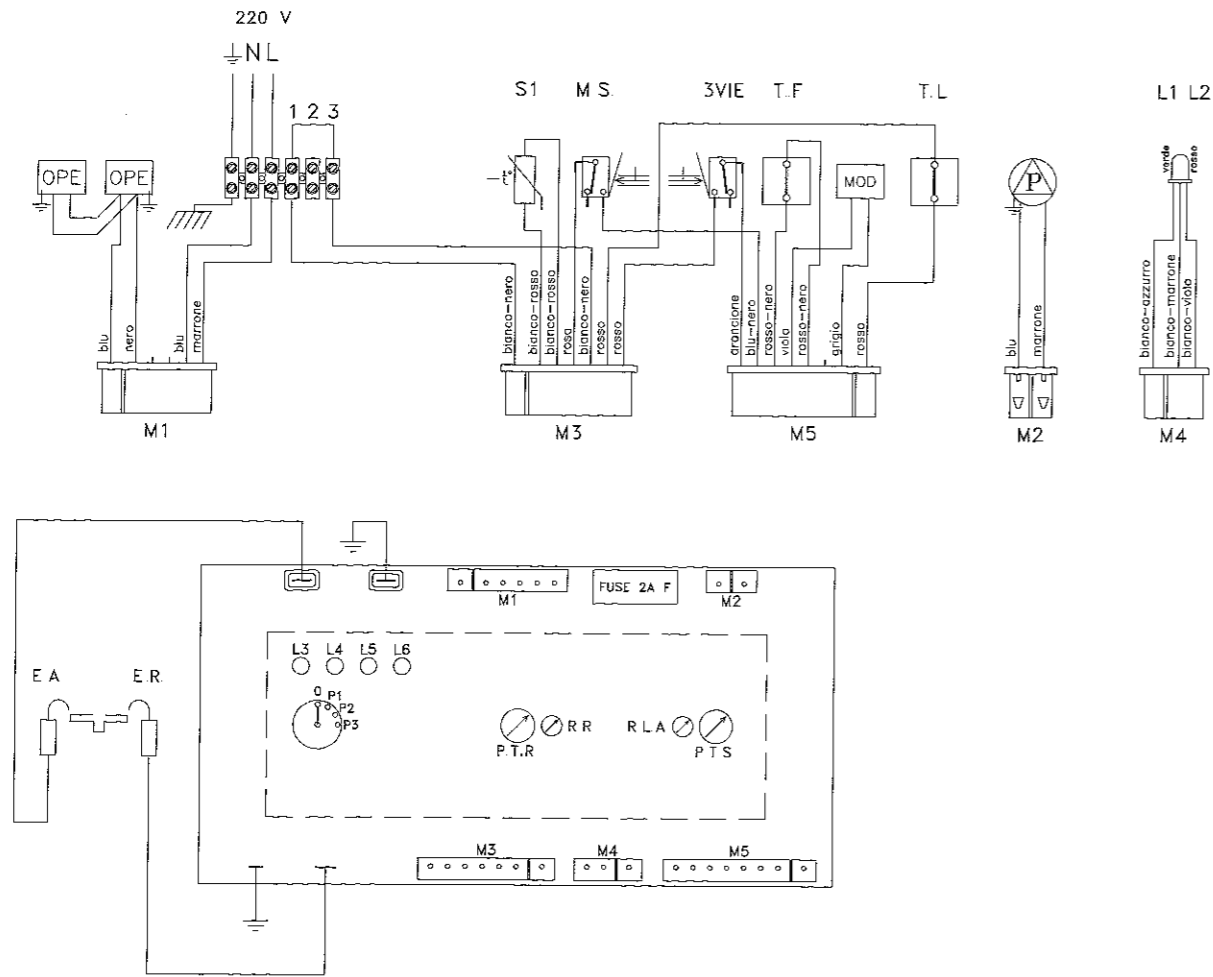 220 V
N L
1 2 3
S1 M S. 3VIE T.F T.L L1 L2
OPE OPE
MOD
P
verde
rosso
blu
nero
blu
marrone
bianco-nero
bianco-rosso
bianco-rosso
rosa
bianco-nero
rosso
rosso
arancione
blu-nero
rosso-nero
viola
rosso-nero
grigio
rosso
blu
marrone
bianco-azzurro
bianco-marrone
bianco-viola
M1 M3 M5 M2 M4
M1 FUSE 2A F M2
L3 L4 L5 L6
E A E.R.
0 P1
P2
P3
R R R L.A
P.T.R P T S
M3 M4 M5